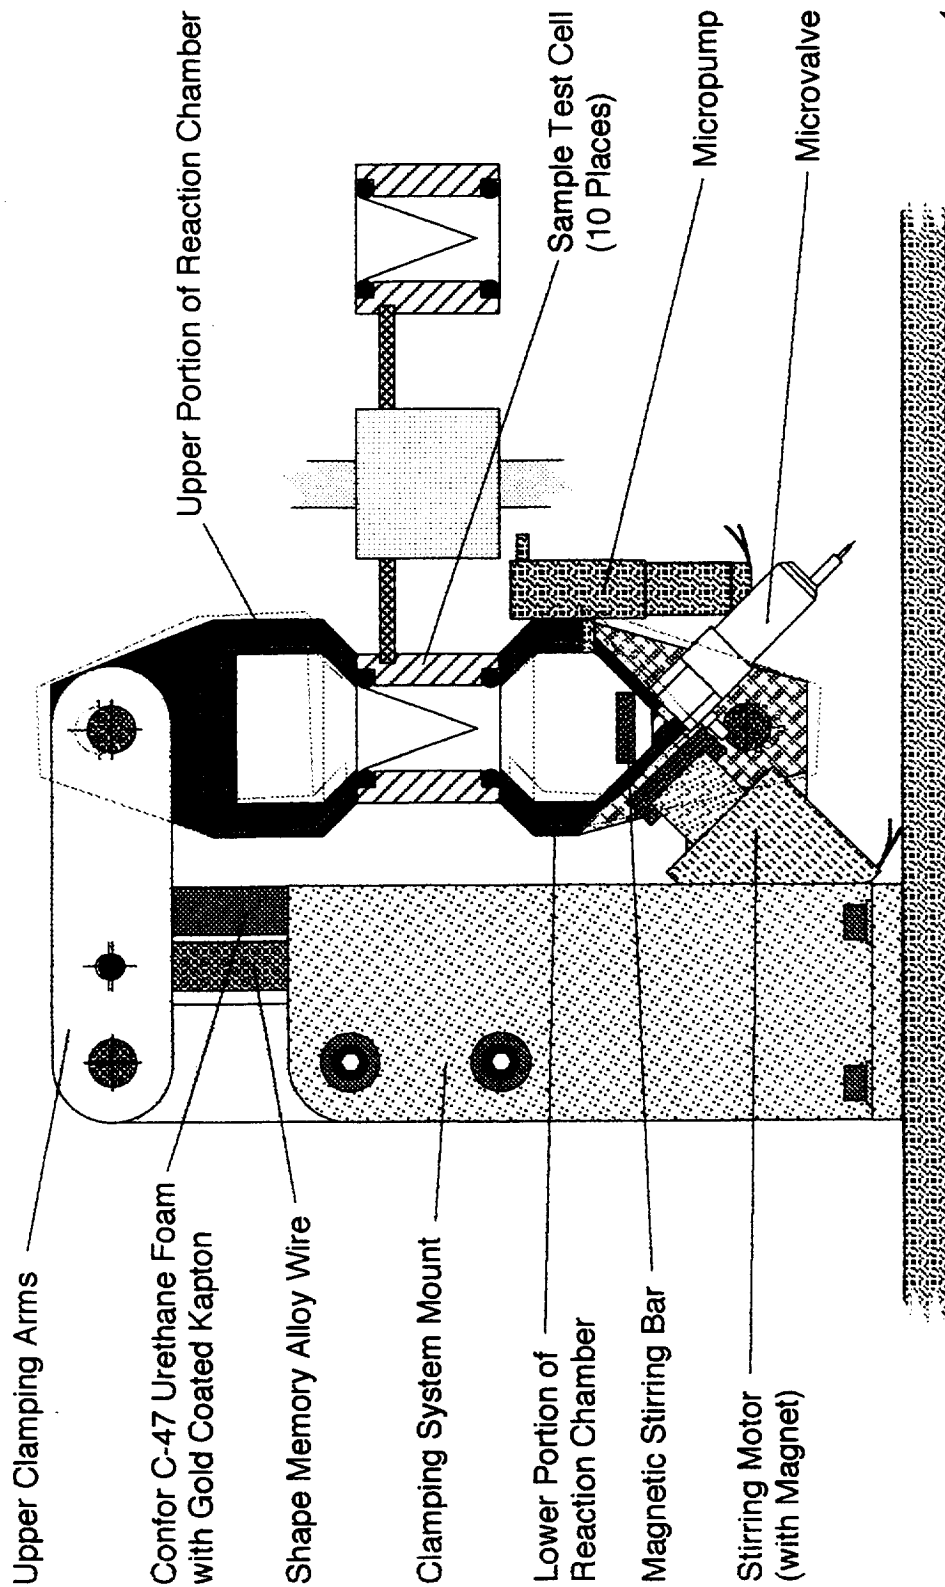 Upper Clamping Arms
Confor C-47 Urethane Foam
with Gold Coated Kapton
Shape Memory Alloy Wire
Clamping System Mount
Lower Portion of
Reaction Chamber
Magnetic Stirring Bar
Stirring Motor
(with Magnet)
Upper Portion of Reaction Chamber
Sample Test Cell
(10 Places)
Micropump
Microvalve